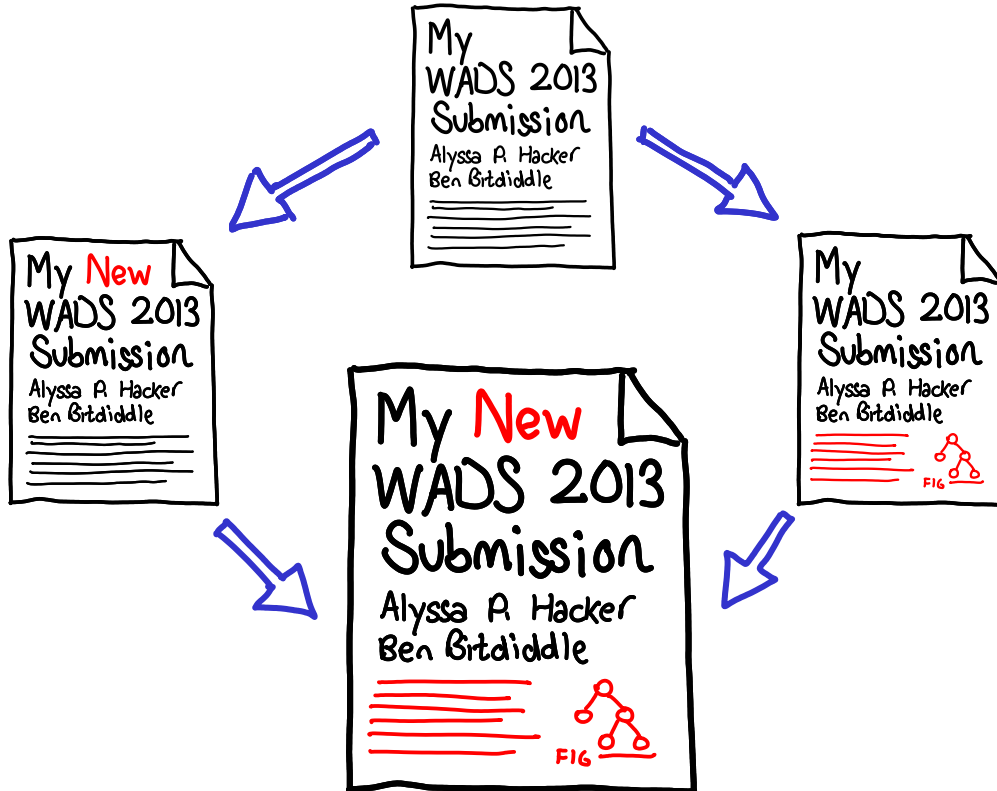 My
WADS 2013
Submission
Alyssa P. Hacker
Ben Bitdiddle
My New
WADS 2013
Submission
Alyssa P. Hacker
Ben Bitdiddle
My
WADS 2013
Submission
Alyssa P. Hacker
Ben Bitdiddle
FIG
My New
WADS 2013
Submission
Alyssa P. Hacker
Ben Bitdiddle
FIG